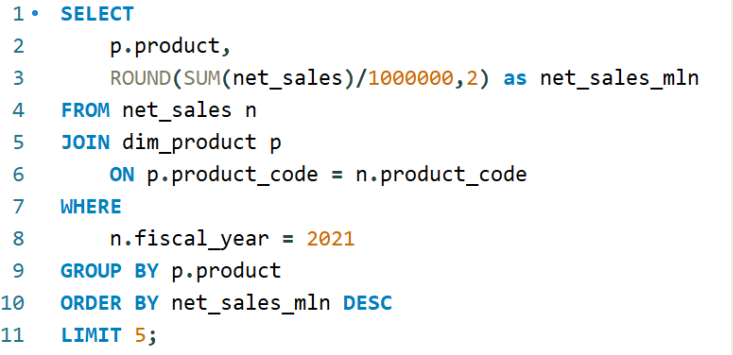 1 SELECT
2 p.product,
3 ROUND(SUM(net_sales)/1000000,2) as net_sales_mln
4 FROM net_sales n
5 JOIN dim_product p
6 ON p.product_code = n.product_code
7 WHERE
8 n.fiscal_year = 2021
9 GROUP BY p.product
10 ORDER BY net_sales_mln DESC
11 LIMIT 5;